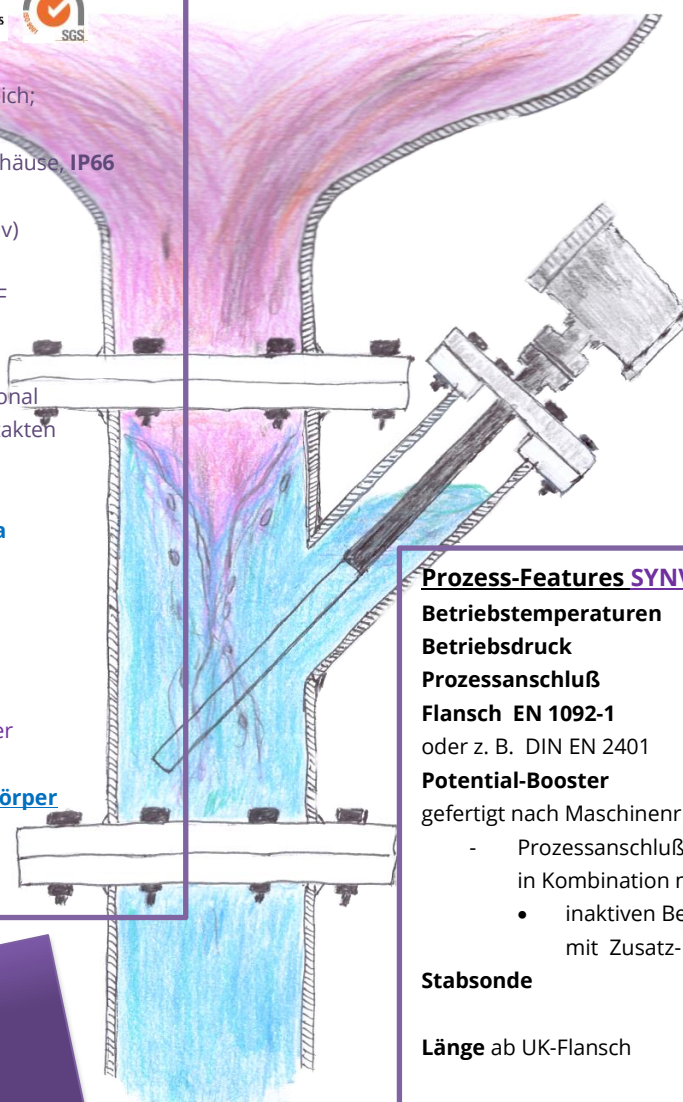 SGS
ich;
häuse, IP66
v)
onal
akten
a
er
örper
Prozess-Features SYNV
Betriebstemperaturen
Betriebsdruck
Prozessanschluß
Flansch EN 1092-1
oder z. B. DIN EN 2401
Potential-Booster
gefertigt nach Maschinenr
- Prozessanschluß
in Kombination n
• inaktiven Be
mit Zusatz-
Stabsonde
Länge ab UK-Flansch